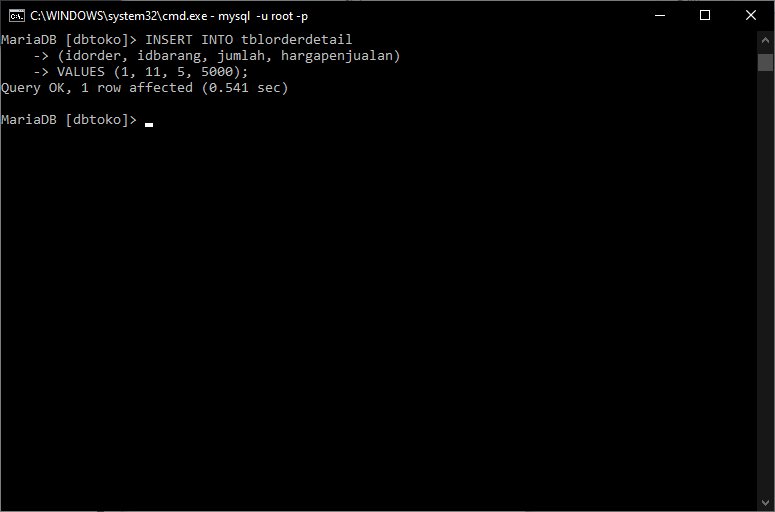 C:\WINDOWS\system32\cmd.exe - mysql  -u root -p
MariaDB [dbtoko]> INSERT INTO tblorderdetail
    -> (idorder, idbarang, jumlah, hargapenjualan)
    -> VALUES (1, 11, 5, 5000);
Query OK, 1 row affected (0.541 sec)
MariaDB [dbtoko]>